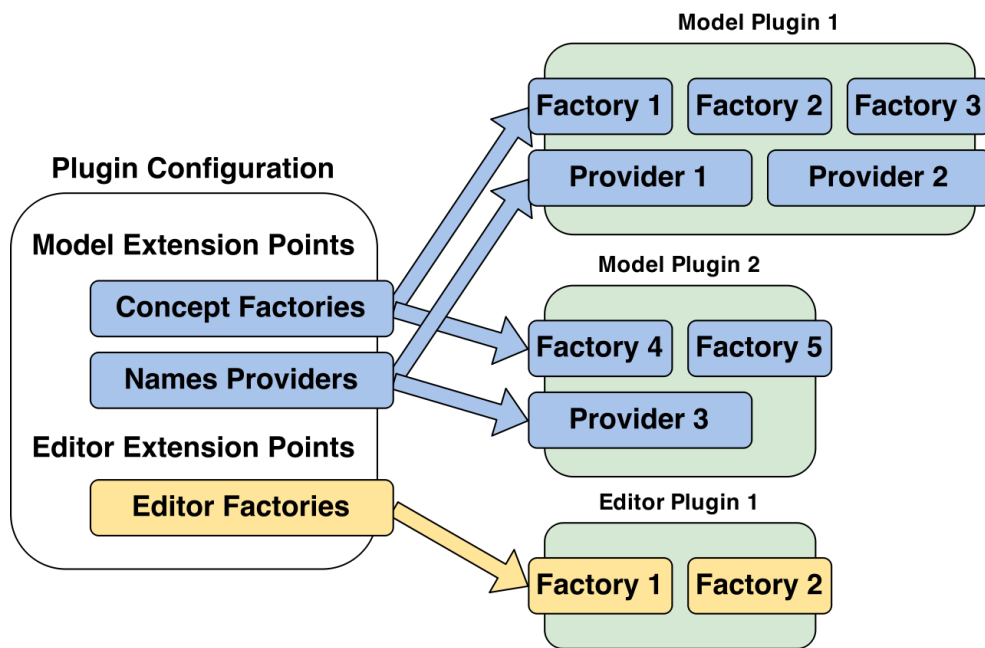 Plugin Configuration
Model Extension Points
Concept Factories
Names Providers
Editor Extension Points
Editor Factories
Model Plugin 1
Factory 1
Factory 2
Factory 3
Provider 1
Provider 2
Model Plugin 2
Factory 4
Factory 5
Provider 3
Editor Plugin 1
Factory 1
Factory 2